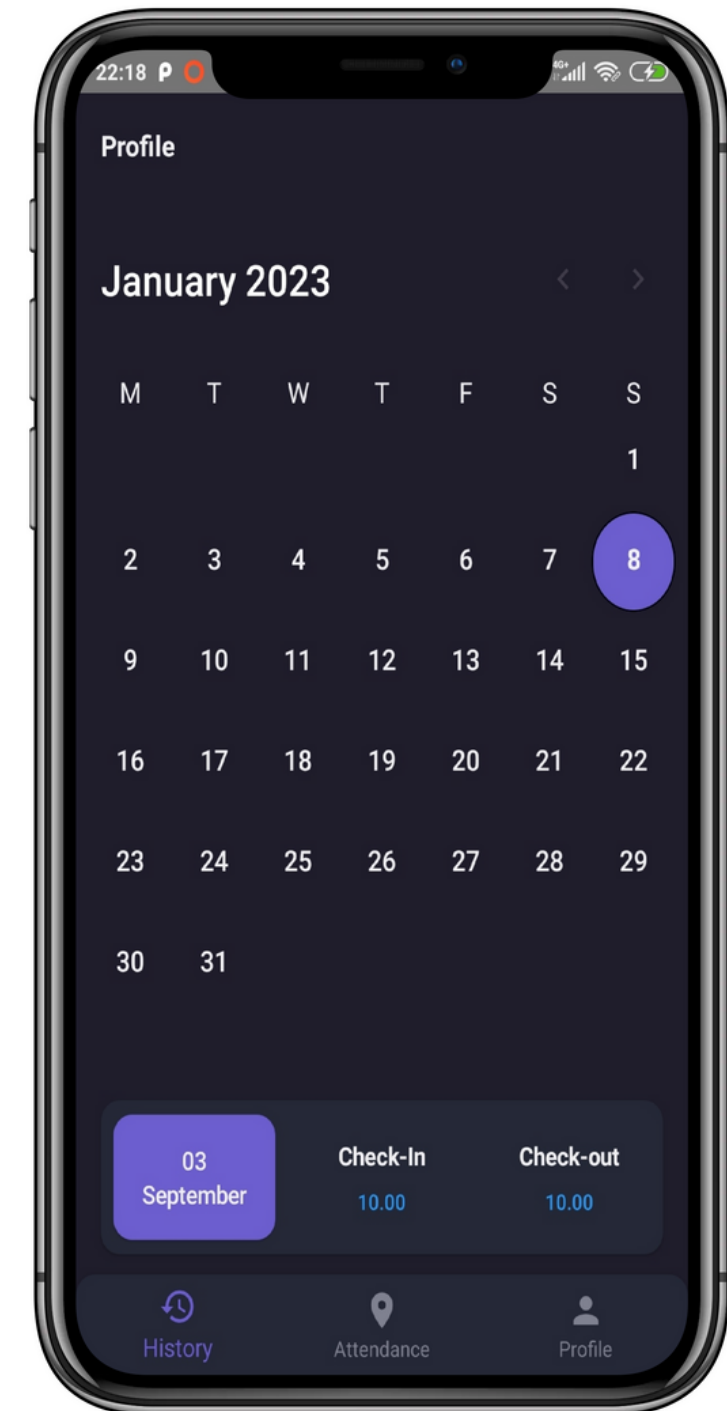 22:18 P
4G+
Profile
January 2023
M T W T F S S
1
2 3 4 5 6 7 8
9 10 11 12 13 14 15
16 17 18 19 20 21 22
23 24 25 26 27 28 29
30 31
03 Check-In Check-out
September 10.00 10.00
History Attendance Profile